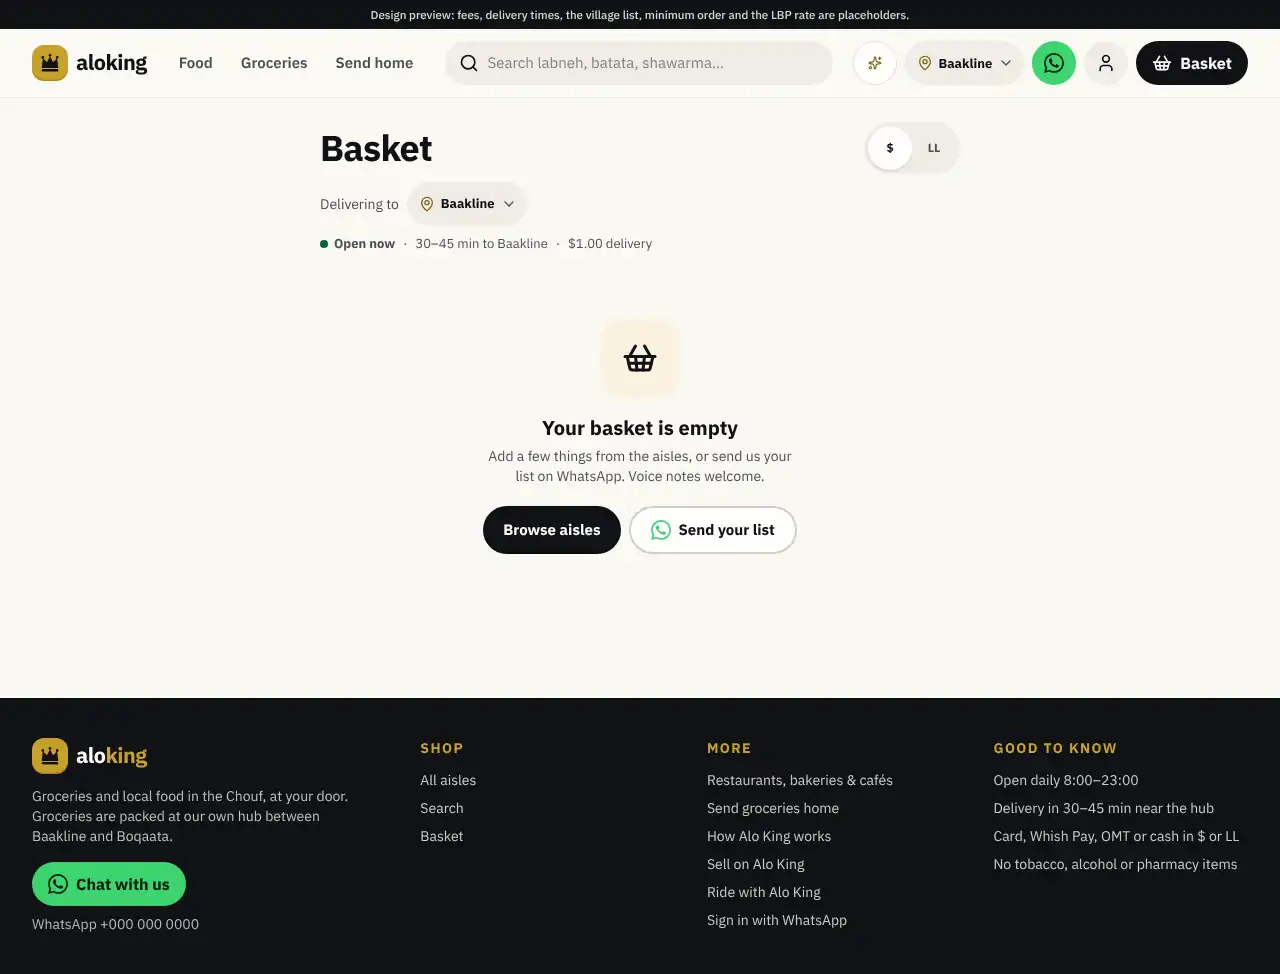 Design preview: fees, delivery times, the village list, minimum order and the LBP rate are placeholders.
aloking
Food
Groceries
Send home
Search labneh, batata, shawarma...
Baakline
Basket
Basket
$
LL
Delivering to
Baakline
Open now · 30–45 min to Baakline · $1.00 delivery
Your basket is empty
Add a few things from the aisles, or send us your
list on WhatsApp. Voice notes welcome.
Browse aisles
Send your list
aloking
Groceries and local food in the Chouf, at your door.
Groceries are packed at our own hub between
Baakline and Boqaata.
Chat with us
WhatsApp +000 000 0000
SHOP
All aisles
Search
Basket
MORE
Restaurants, bakeries & cafés
Send groceries home
How Alo King works
Sell on Alo King
Ride with Alo King
Sign in with WhatsApp
GOOD TO KNOW
Open daily 8:00–23:00
Delivery in 30–45 min near the hub
Card, Whish Pay, OMT or cash in $ or LL
No tobacco, alcohol or pharmacy items